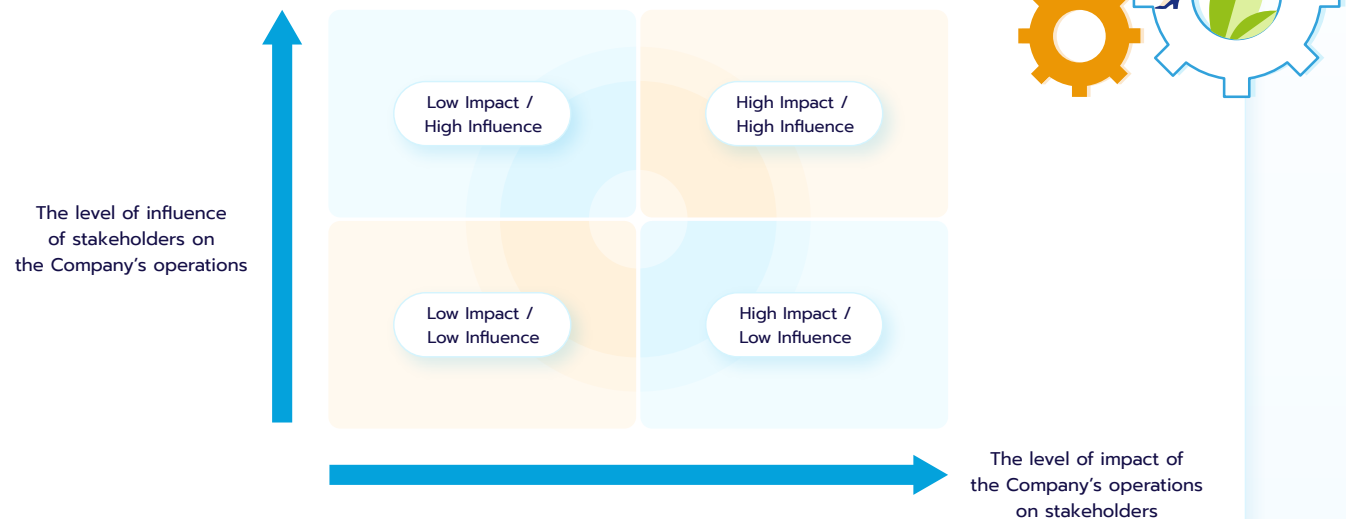 Low Impact /
High Influence
High Impact /
High Influence
The level of influence
of stakeholders on
the Company's operations
Low Impact /
Low Influence
High Impact /
Low Influence
The level of impact of
the Company's operations
on stakeholders